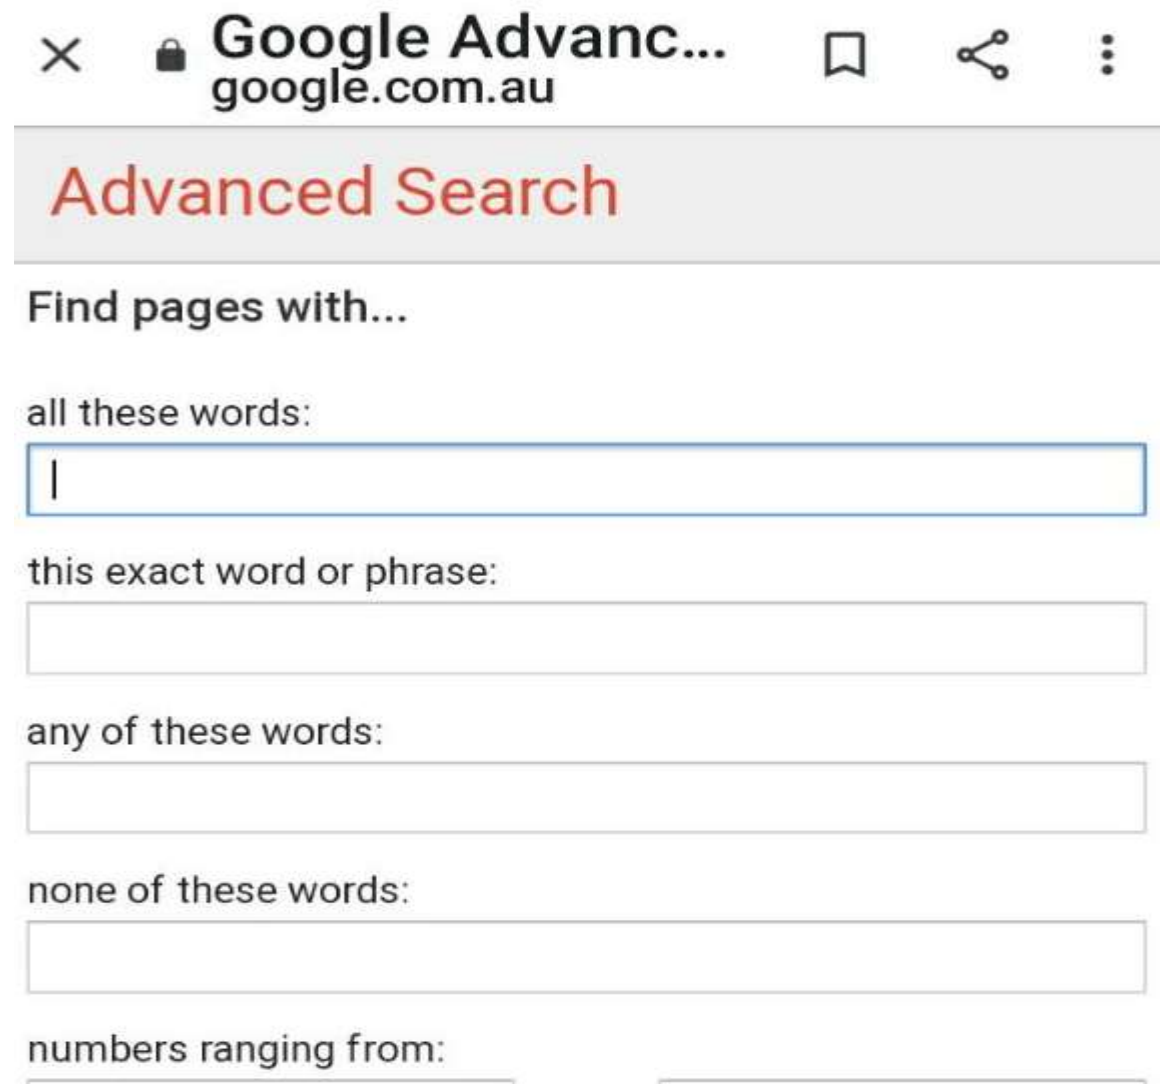 Google Advanc...
google.com.au
Advanced Search
Find pages with...
all these words:
this exact word or phrase:
any of these words:
none of these words:
numbers ranging from: